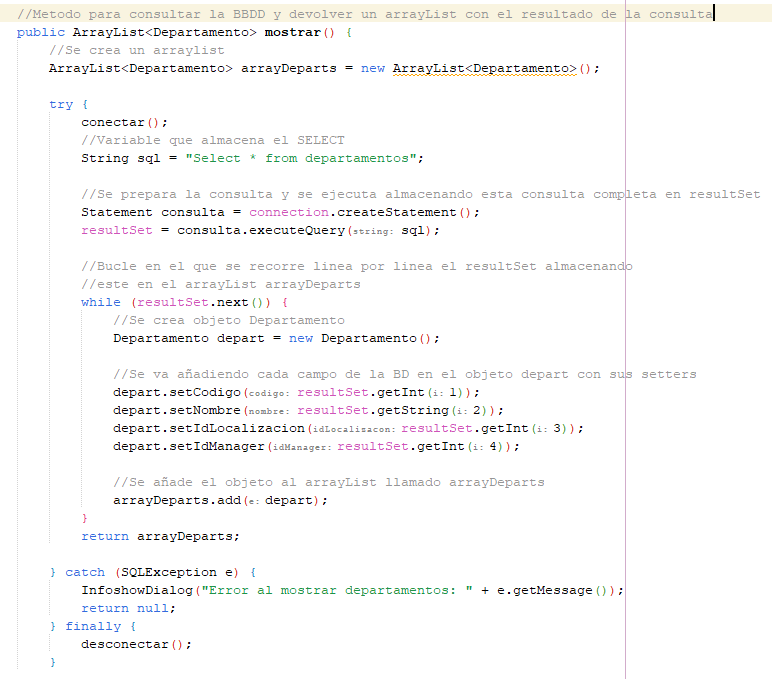 //Metodo para consultar la BBDD y devolver un arrayList con el resultado de la consulta
public ArrayList<Departamento> mostrar() {
//Se crea un arraylist
ArrayList<Departamento> arrayDeparts = new ArrayList<Departamento>();
try {
conectar();
//Variable que almacena el SELECT
String sql = "Select * from departamentos";
//Se prepara la consulta y se ejecuta almacenando esta consulta completa en resultSet
Statement consulta = connection.createStatement();
resultSet = consulta.executeQuery(string: sql);
//Bucle en el que se recorre linea por linea el resultSet almacenando
//este en el arrayList arrayDeparts
while (resultSet.next()) {
//Se crea objeto Departamento
Departamento depart = new Departamento();
//Se va añadiendo cada campo de la BD en el objeto depart con sus setters
depart.setCodigo(codigo: resultSet.getInt(i: 1));
depart.setNombre(nombre: resultSet.getString(i: 2));
depart.setIdLocalizacion(idLocalisacon: resultSet.getInt(i: 3));
depart.setIdManager(idManager: resultSet.getInt(i: 4));
//Se añade el objeto al arrayList llamado arrayDeparts
arrayDeparts.add(e: depart);
}
return arrayDeparts;
} catch (SQLException e) {
InfoshowDialog("Error al mostrar departamentos: " + e.getMessage());
return null;
} finally {
desconectar();
}